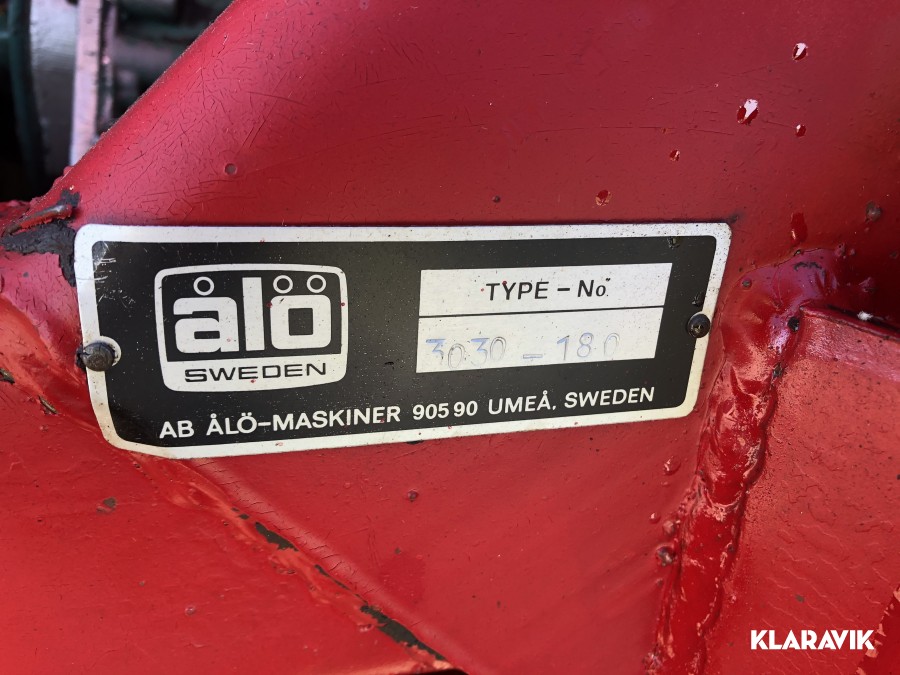 ålö
SWEDEN
TYPE - No.
3030 - 180
AB ÅLÖ-MASKINER 905 90 UMEÅ. SWEDEN
KLARAVIK